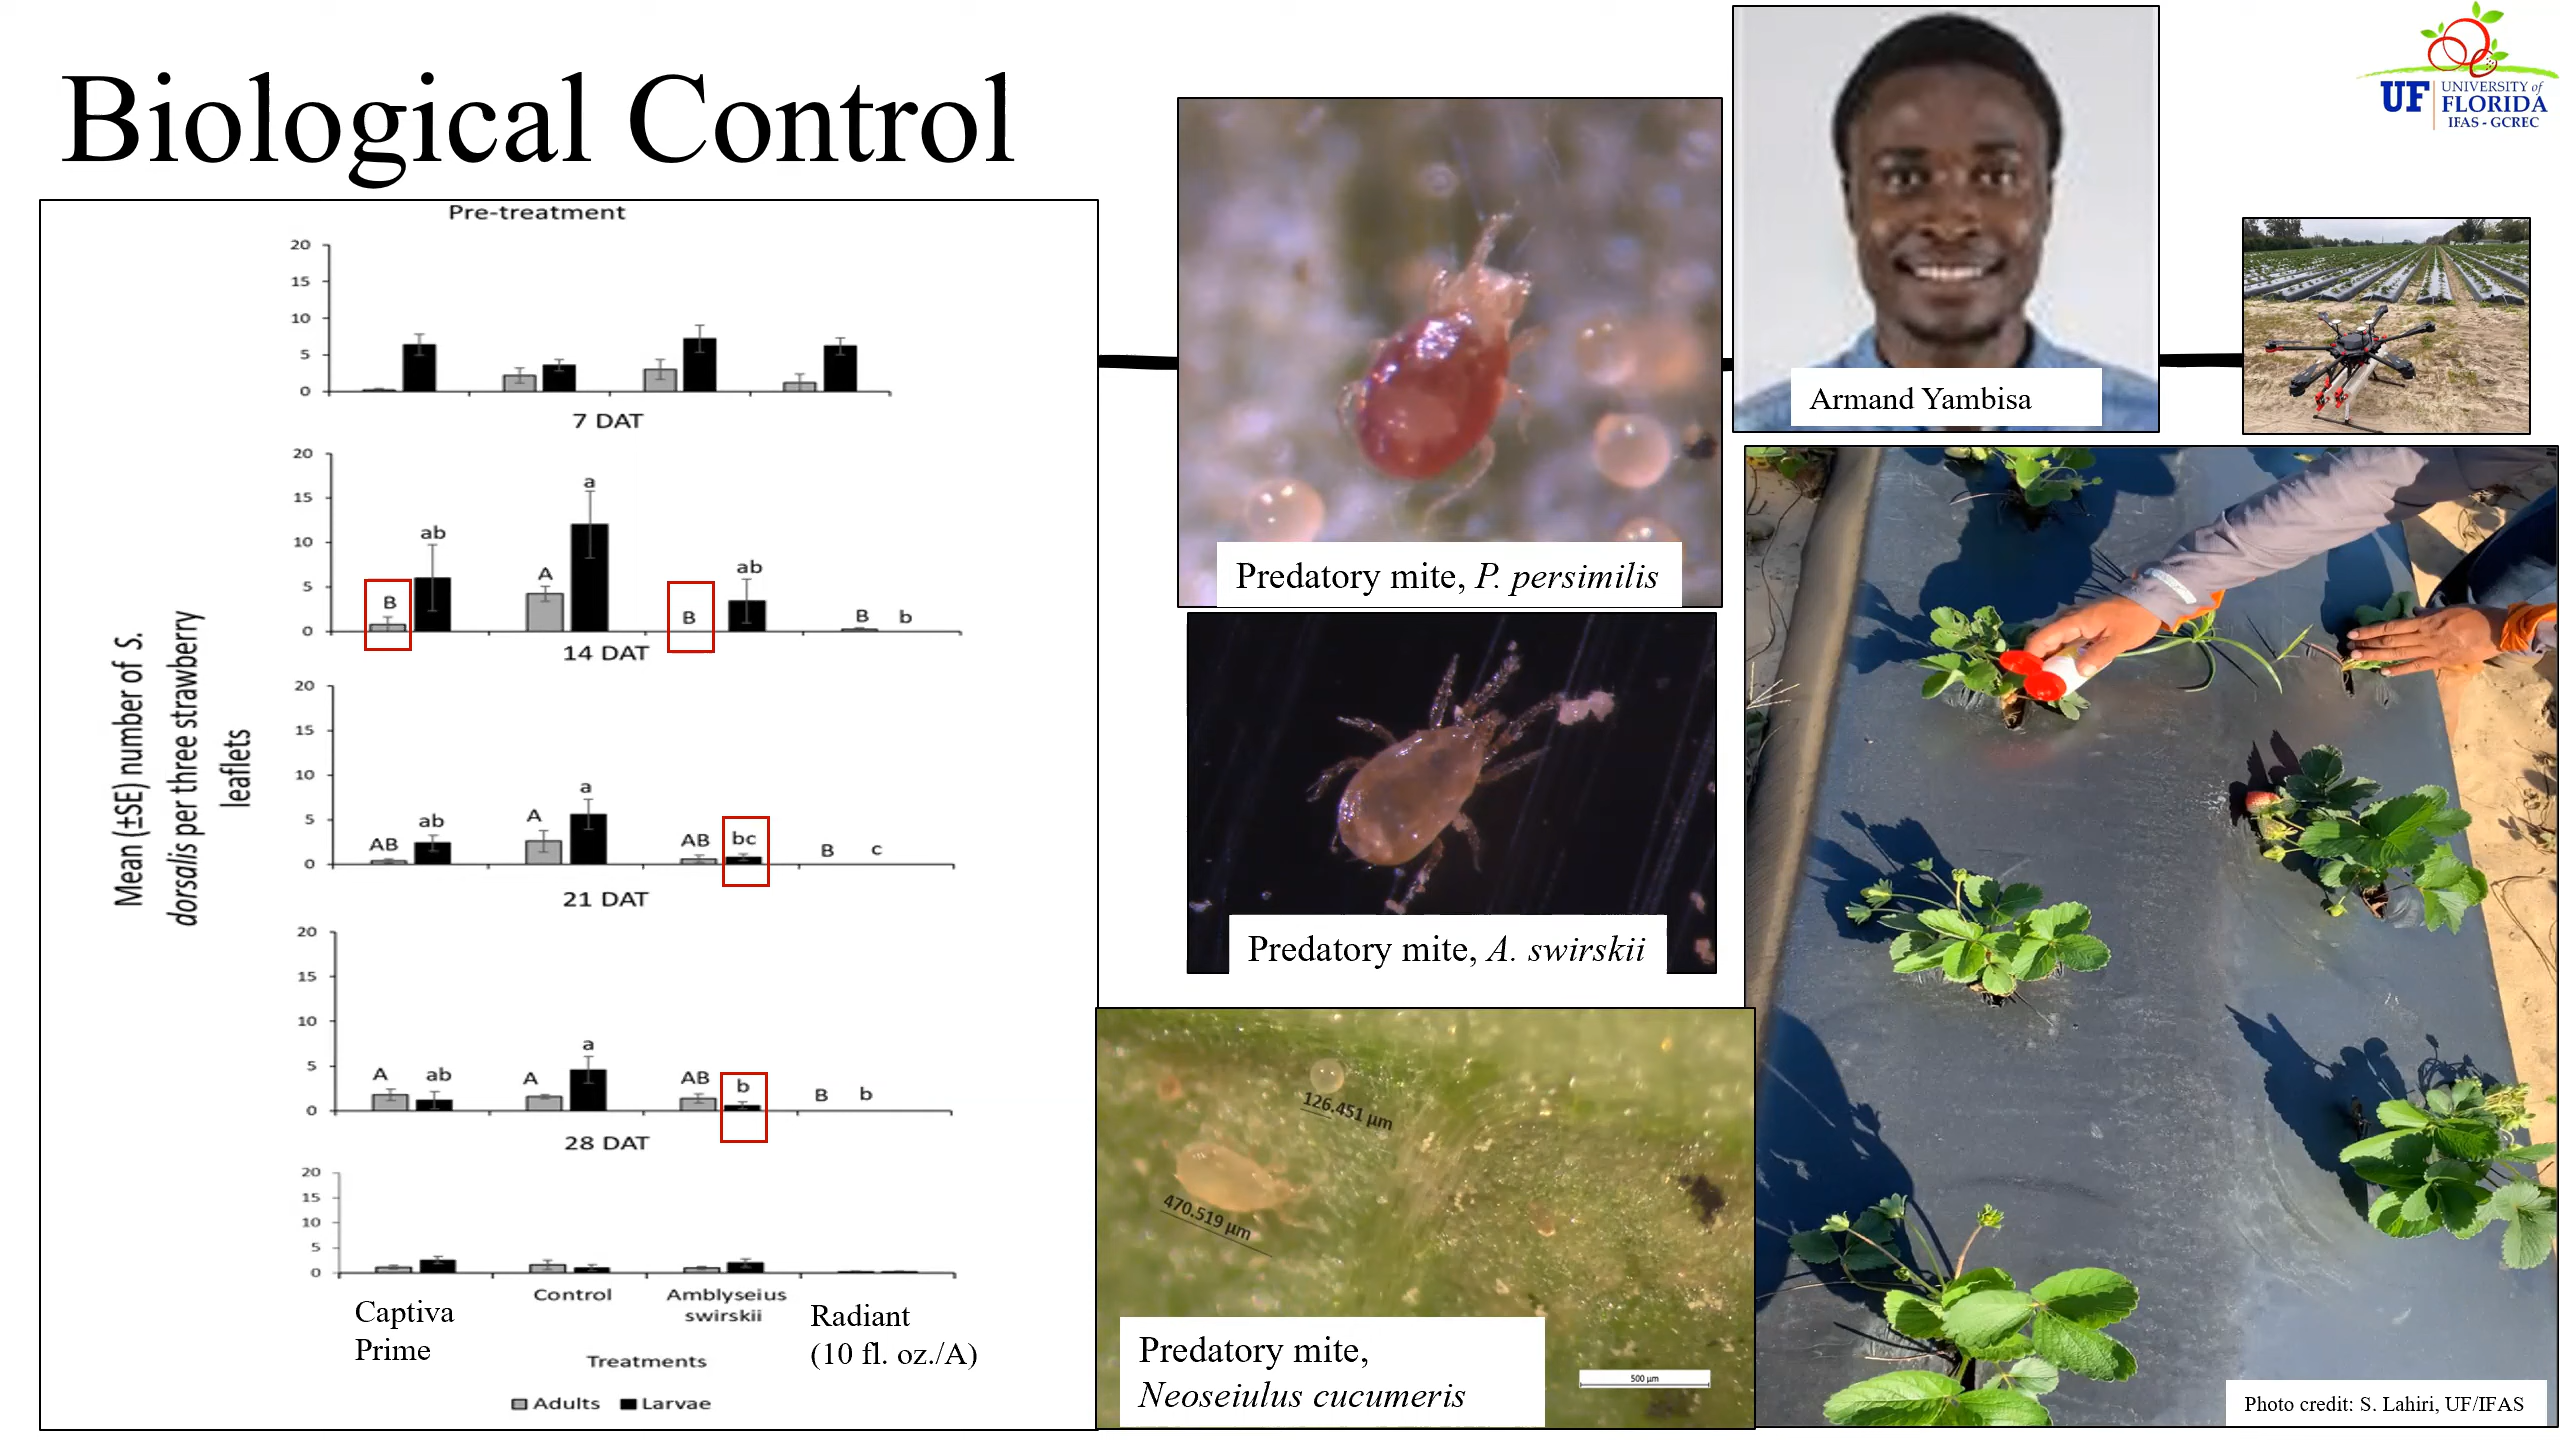 Biological Control
UF
UNIVERSITY of
FLORIDA
IFAS - GCREC
Pre-treatment
20
15
10
5
0
7 DAT
20
15
10
5
0
B
ab
A
a
B
ab
B
b
14 DAT
20
15
10
5
0
AB
ab
A
a
AB
bc
B
c
21 DAT
20
15
10
5
0
A
ab
A
a
AB
b
B
b
28 DAT
20
15
10
5
0
Mean (±SE) number of S.
dorsalis per three strawberry
leaflets
Captiva
Prime
Control
Amblyseius
swirskii
Radiant
(10 fl. oz./A)
Treatments
Adults
Larvae
Predatory mite, P. persimilis
Armand Yambisa
Predatory mite, A. swirskii
126.451 µm
470.519 µm
Predatory mite,
Neoseiulus cucumeris
500 µm
Photo credit: S. Lahiri, UF/IFAS